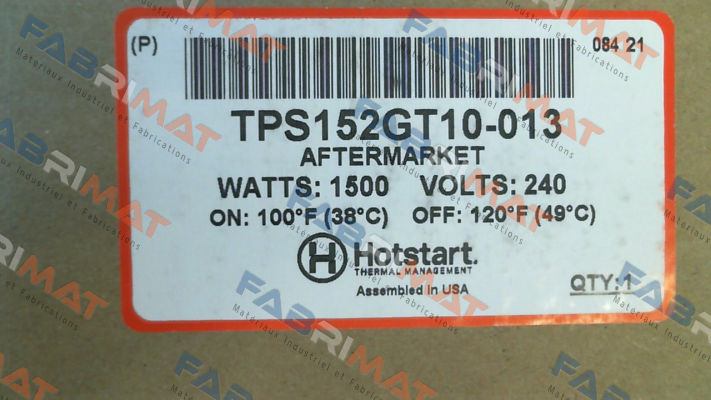 (P) 084 21
TPS152GT10-013
AFTERMARKET
WATTS: 1500 VOLTS: 240
ON: 100°F (38°C) OFF: 120°F (49°C)
H Hotstart.
THERMAL MANAGEMENT
Assembled in USA
QTY:1
FABRIMAT
Matériaux Industriel et Fabrications